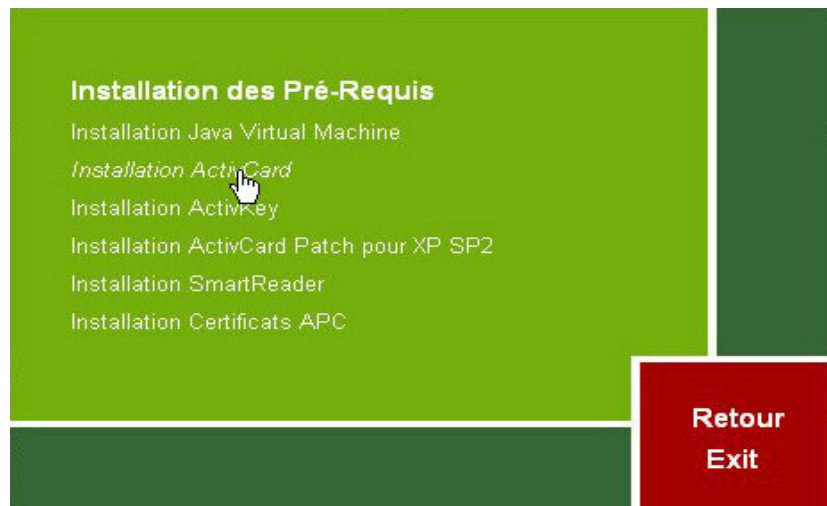 Installation des Pré-Requis
Installation Java Virtual Machine
Installation ActivCard
Installation ActivKey
Installation ActivCard Patch pour XP SP2
Installation SmartReader
Installation Certificats APC
Retour
Exit